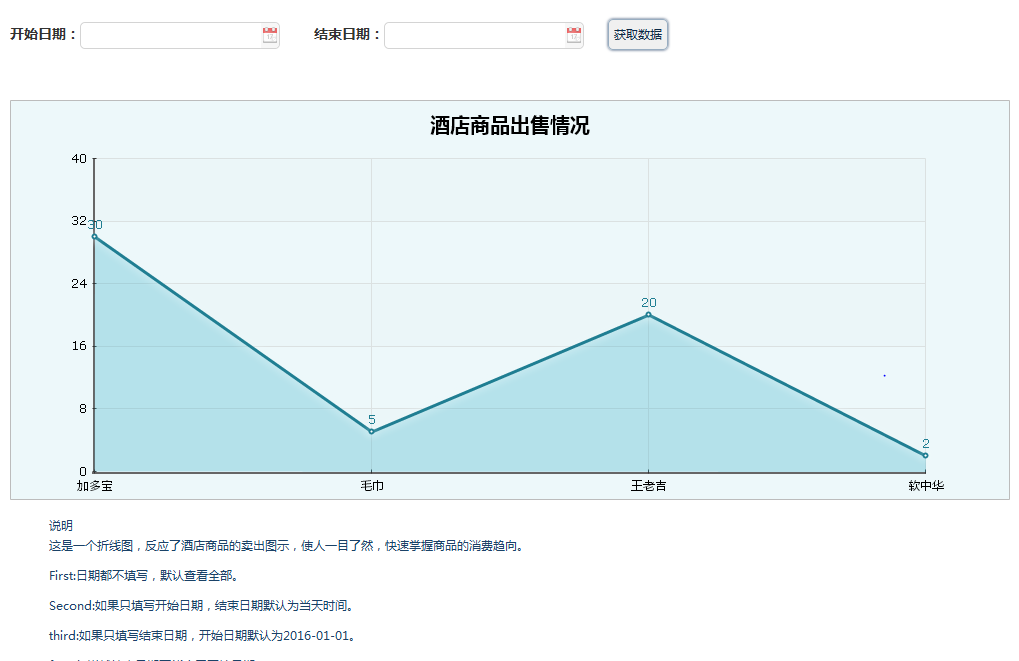 开始日期： 结束日期： 获取数据
酒店商品出售情况
40
32
30
24
20
16
8
5
2
0
加多宝 毛巾 王老吉 软中华
说明
这是一个折线图，反应了酒店商品的卖出图示，使人一目了然，快速掌握商品的消费趋向。
First:日期都不填写，默认查看全部。
Second:如果只填写开始日期，结束日期默认为当天时间。
third:如果只填写结束日期，开始日期默认为2016-01-01。